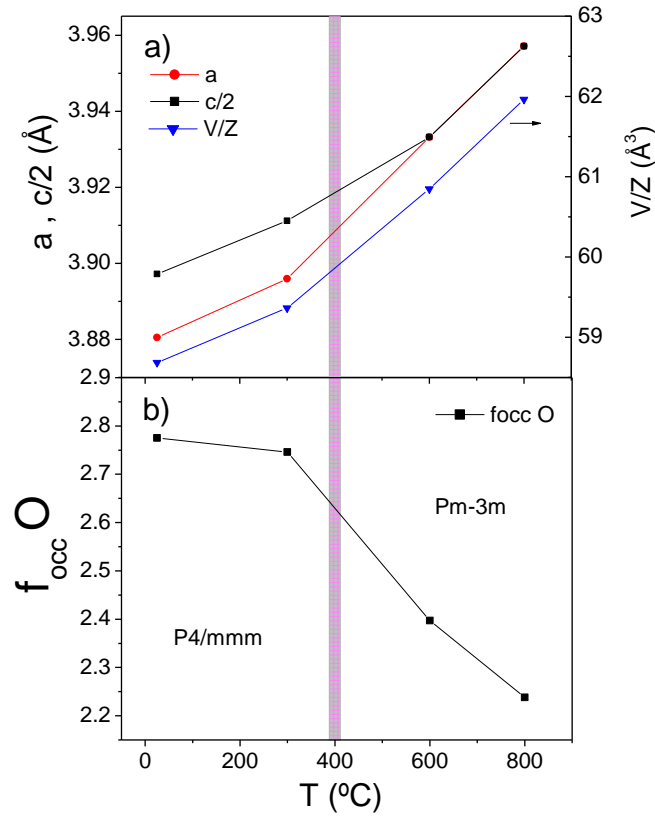 a)
a
c/2
V/Z
3.96
3.94
3.92
3.90
3.88
a , c/2 (Å)
63
62
61
60
59
V/Z (Å³)
b)
focc O
2.9
2.8
2.7
2.6
2.5
2.4
2.3
2.2
f_occ O
Pm-3m
P4/mmm
0 200 400 600 800
T (ºC)